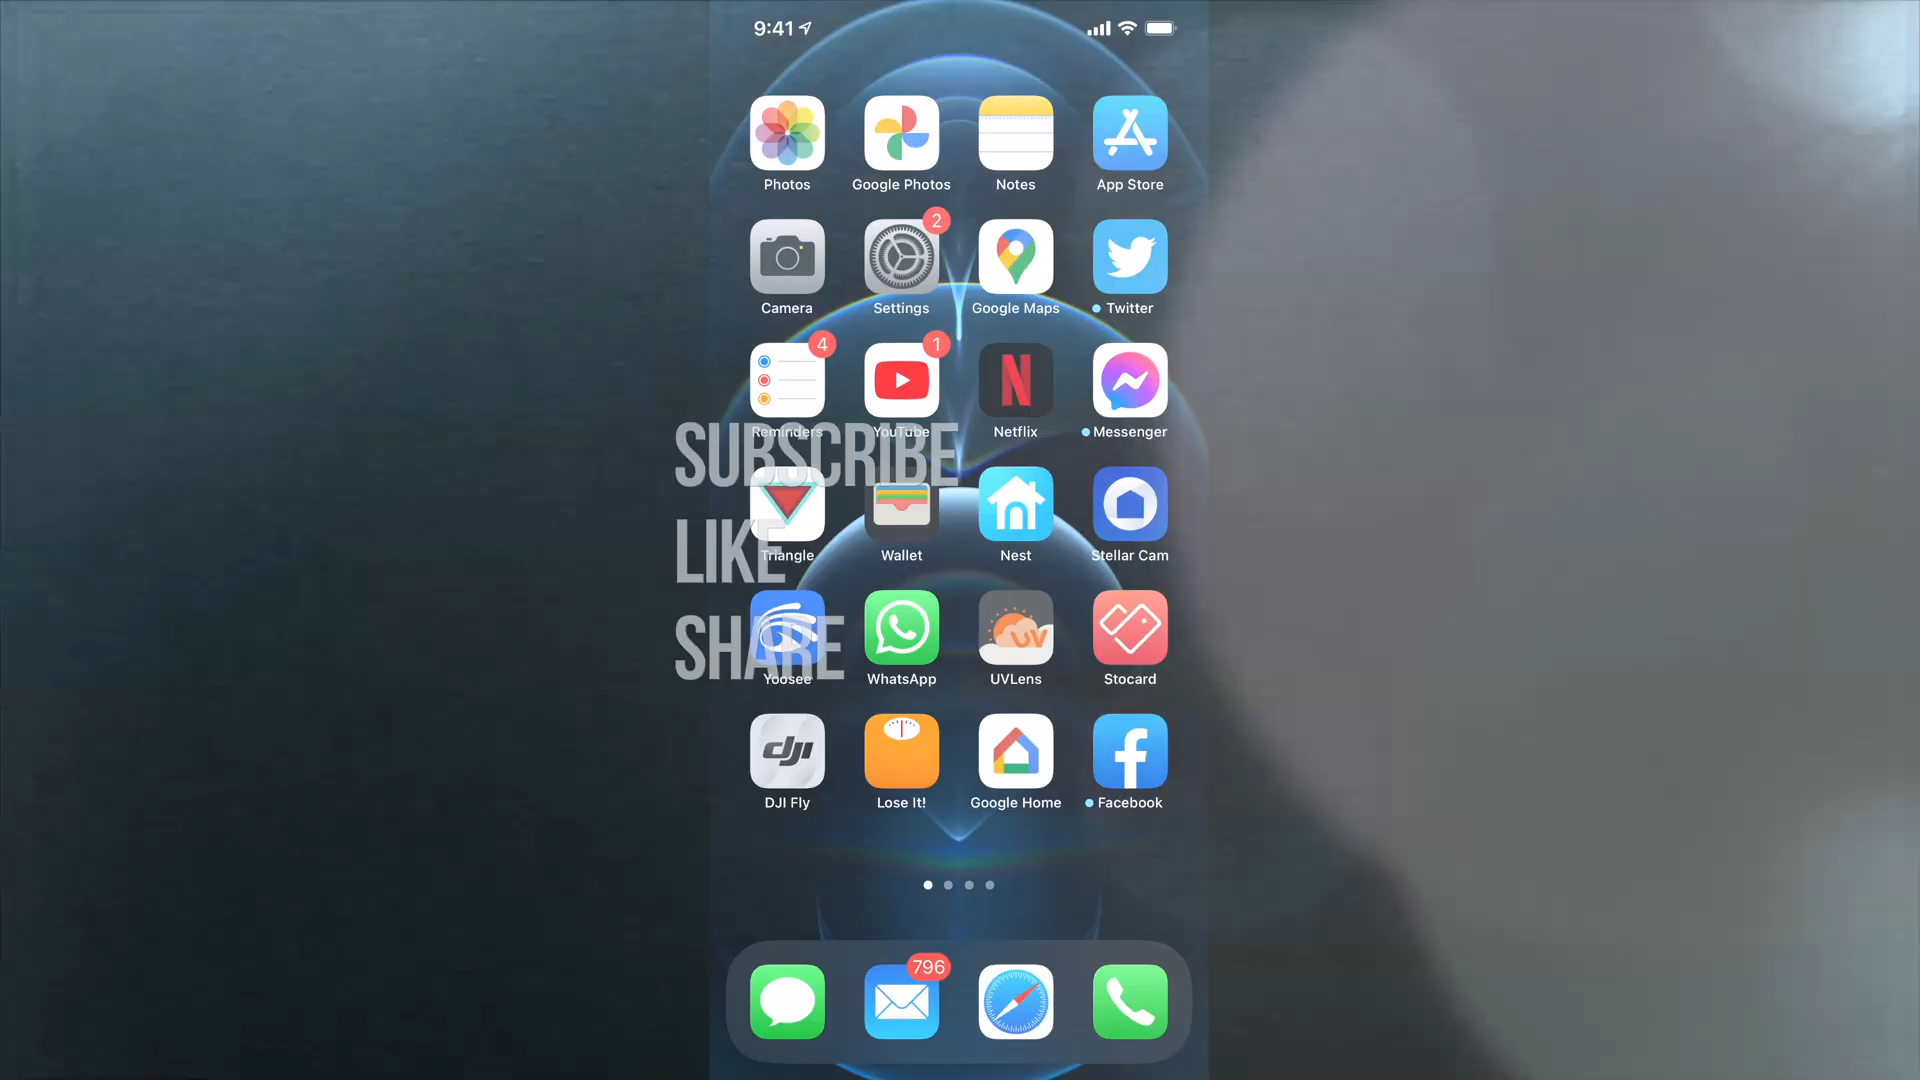 9:41
Photos Google Photos Notes App Store
2
Camera Settings Google Maps Twitter
4 1
N
Reminders YouTube Netflix Messenger
SUBSCRIBE
Triangle Wallet Nest Stellar Cam
LIKE
UV
SHARE
Yoosee WhatsApp UVLens Stocard
dji f
DJI Fly Lose It! Google Home Facebook
796